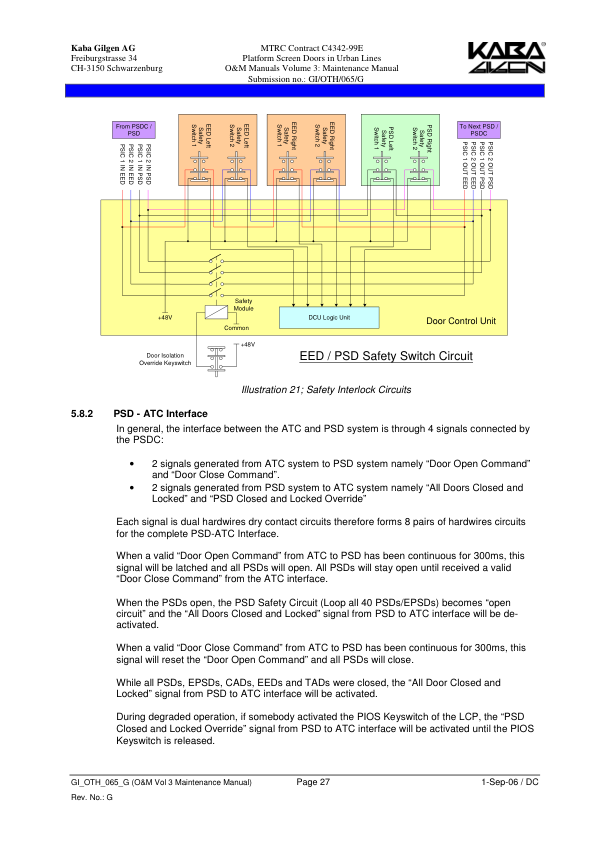 Kaba Gilgen AG
Freiburgstrasse 34
CH-3150 Schwarzenburg
MTRC Contract C4342-99E
Platform Screen Doors in Urban Lines
O&M Manuals Volume 3: Maintenance Manual
Submission no.: GI/OTH/065/G
KABA
GILGEN
From PSDC /
PSD
PSIC 1 IN EED
PSIC 2 IN EED
PSIC 1 IN PSD
PSIC 2 IN PSD
EED Left
Safety
Switch 1
EED Left
Safety
Switch 2
EED Right
Safety
Switch 1
EED Right
Safety
Switch 2
PSD Left
Safety
Switch 1
PSD Right
Safety
Switch 2
To Next PSD /
PSDC
PSIC 1 OUT EED
PSIC 2 OUT EED
PSIC 1 OUT PSD
PSIC 2 OUT PSD
+48V
Safety
Module
Common
DCU Logic Unit
Door Control Unit
+48V
Door Isolation
Override Keyswitch
EED / PSD Safety Switch Circuit
Illustration 21; Safety Interlock Circuits
5.8.2 PSD - ATC Interface
In general, the interface between the ATC and PSD system is through 4 signals connected by
the PSDC:
• 2 signals generated from ATC system to PSD system namely “Door Open Command”
and “Door Close Command”.
• 2 signals generated from PSD system to ATC system namely “All Doors Closed and
Locked” and “PSD Closed and Locked Override”
Each signal is dual hardwires dry contact circuits therefore forms 8 pairs of hardwires circuits
for the complete PSD-ATC Interface.
When a valid “Door Open Command” from ATC to PSD has been continuous for 300ms, this
signal will be latched and all PSDs will open. All PSDs will stay open until received a valid
“Door Close Command” from the ATC interface.
When the PSDs open, the PSD Safety Circuit (Loop all 40 PSDs/EPSDs) becomes “open
circuit” and the “All Doors Closed and Locked” signal from PSD to ATC interface will be de-
activated.
When a valid “Door Close Command” from ATC to PSD has been continuous for 300ms, this
signal will reset the “Door Open Command” and all PSDs will close.
While all PSDs, EPSDs, CADs, EEDs and TADs were closed, the “All Door Closed and
Locked” signal from PSD to ATC interface will be activated.
During degraded operation, if somebody activated the PIOS Keyswitch of the LCP, the “PSD
Closed and Locked Override” signal from PSD to ATC interface will be activated until the PIOS
Keyswitch is released.
GI_OTH_065_G (O&M Vol 3 Maintenance Manual) Page 27 1-Sep-06 / DC
Rev. No.: G